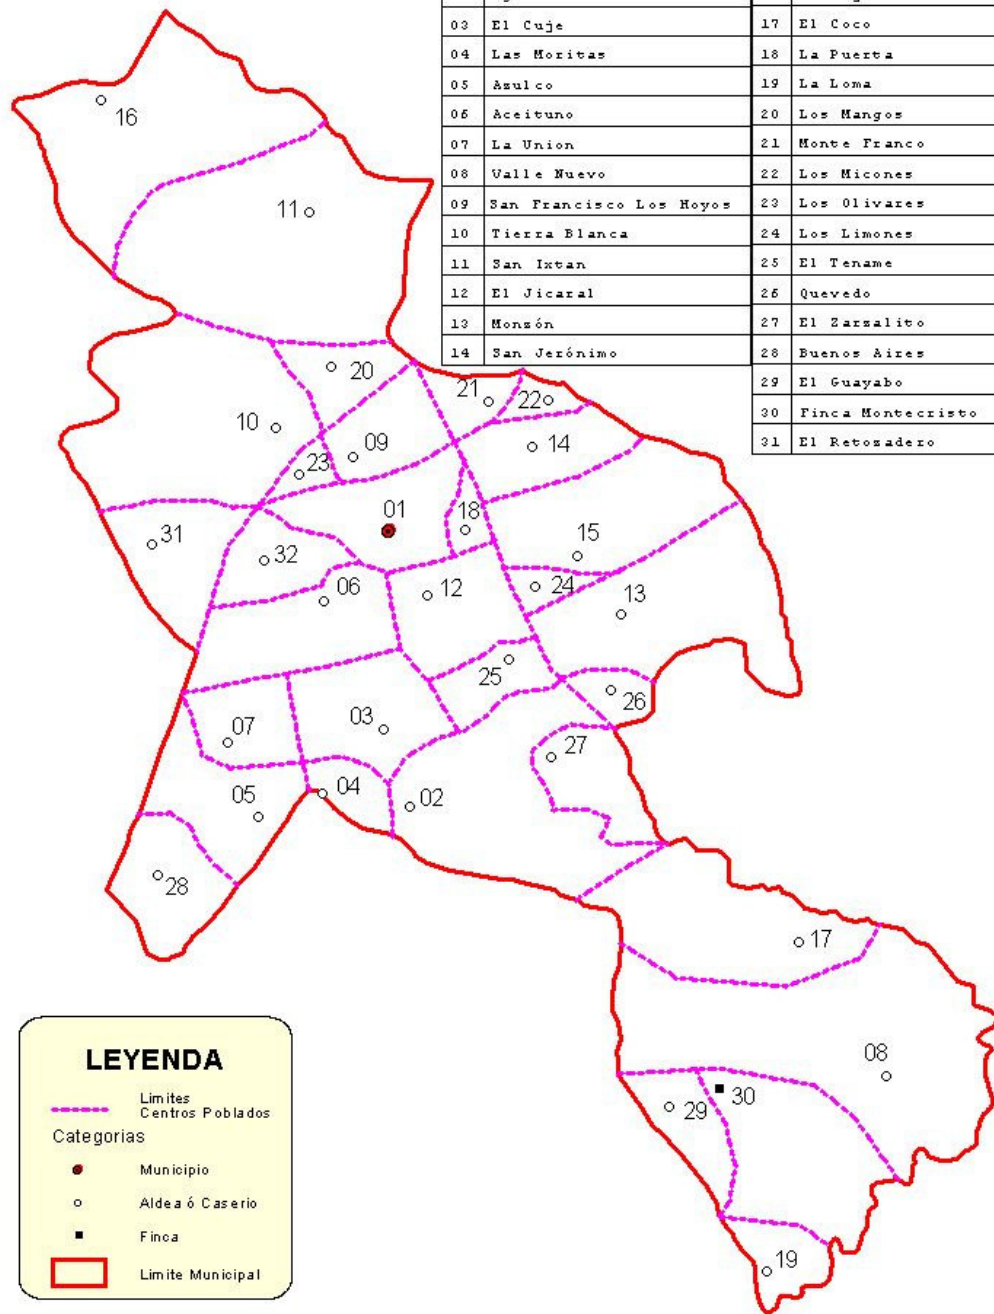 03 El Cuje
04 Las Moritas
05 Azulco
06 Aceituno
07 La Union
08 Valle Nuevo
09 San Francisco Los Hoyos
10 Tierra Blanca
11 San Ixtan
12 El Jicaral
13 Monzón
14 San Jerónimo
17 El Coco
18 La Puerta
19 La Loma
20 Los Mangos
21 Monte Franco
22 Los Micones
23 Los Olivares
24 Los Limones
25 El Tename
26 Quevedo
27 El Zarzalito
28 Buenos Aires
29 El Guayabo
30 Finca Montecristo
31 El Retozadero
16
11
20
21
22
10
09
14
23
01
18
31
32
15
06
12
24
13
25
26
07
03
27
05
04
02
28
17
08
29
30
19
LEYENDA
Limites
Centros Poblados
Categorias
Municipio
Aldea ó Caserio
Finca
Limite Municipal